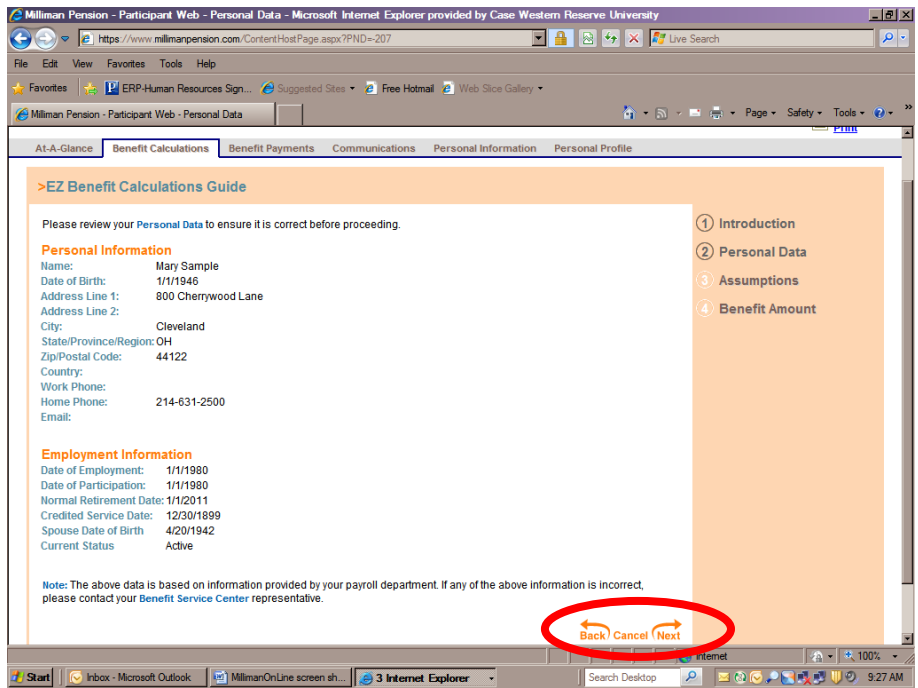 Milliman Pension - Participant Web - Personal Data - Microsoft Internet Explorer provided by Case Western Reserve University
https://www.millimanpension.com/ContentHostPage.aspx?PND=-207
Live Search
File Edit View Favorites Tools Help
Favorites ERP-Human Resources Sign... Suggested Sites Free Hotmail Web Slice Gallery
Milliman Pension - Participant Web - Personal Data
Page Safety Tools
Print
At-A-Glance Benefit Calculations Benefit Payments Communications Personal Information Personal Profile
>EZ Benefit Calculations Guide
Please review your Personal Data to ensure it is correct before proceeding.
Personal Information
Name: Mary Sample
Date of Birth: 1/1/1946
Address Line 1: 800 Cherrywood Lane
Address Line 2:
City: Cleveland
State/Province/Region: OH
Zip/Postal Code: 44122
Country:
Work Phone:
Home Phone: 214-631-2500
Email:
Employment Information
Date of Employment: 1/1/1980
Date of Participation: 1/1/1980
Normal Retirement Date: 1/1/2011
Credited Service Date: 12/30/1899
Spouse Date of Birth 4/20/1942
Current Status Active
Note: The above data is based on information provided by your payroll department. If any of the above information is incorrect,
please contact your Benefit Service Center representative.
Back Cancel Next
1 Introduction
2 Personal Data
3 Assumptions
4 Benefit Amount
Internet 100%
Start Inbox - Microsoft Outlook MillimanOnLine screen sh... 3 Internet Explorer Search Desktop 9:27 AM